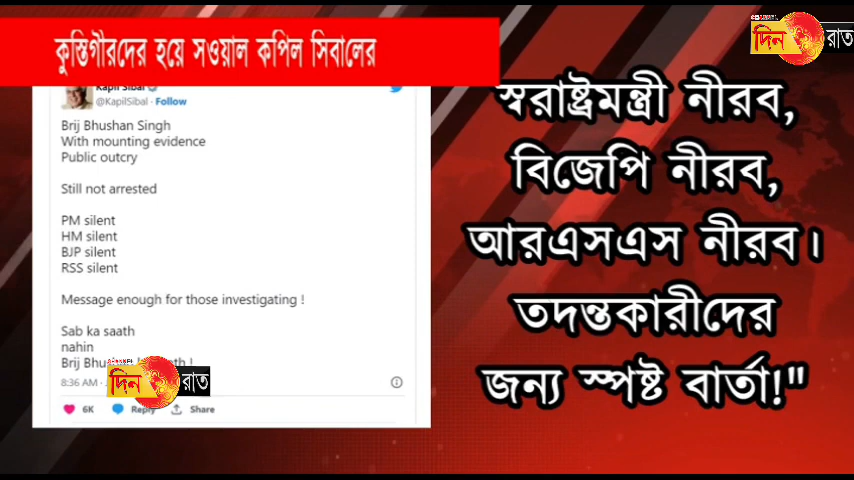 কুস্তিগীরদের হয়ে সওয়াল কপিল সিবালের
দিন রাত
Kapil Sibal
@KapilSibal · Follow
Brij Bhushan Singh
With mounting evidence
Public outcry
Still not arrested
PM silent
HM silent
BJP silent
RSS silent
Message enough for those investigating !
Sab ka saath
nahin
Brij
8:36 AM
6K Reply Share
দিন রাত
স্বরাষ্ট্রমন্ত্রী নীরব,
বিজেপি নীরব,
আরএসএস নীরব।
তদন্তকারীদের
জন্য স্পষ্ট বার্তা!"